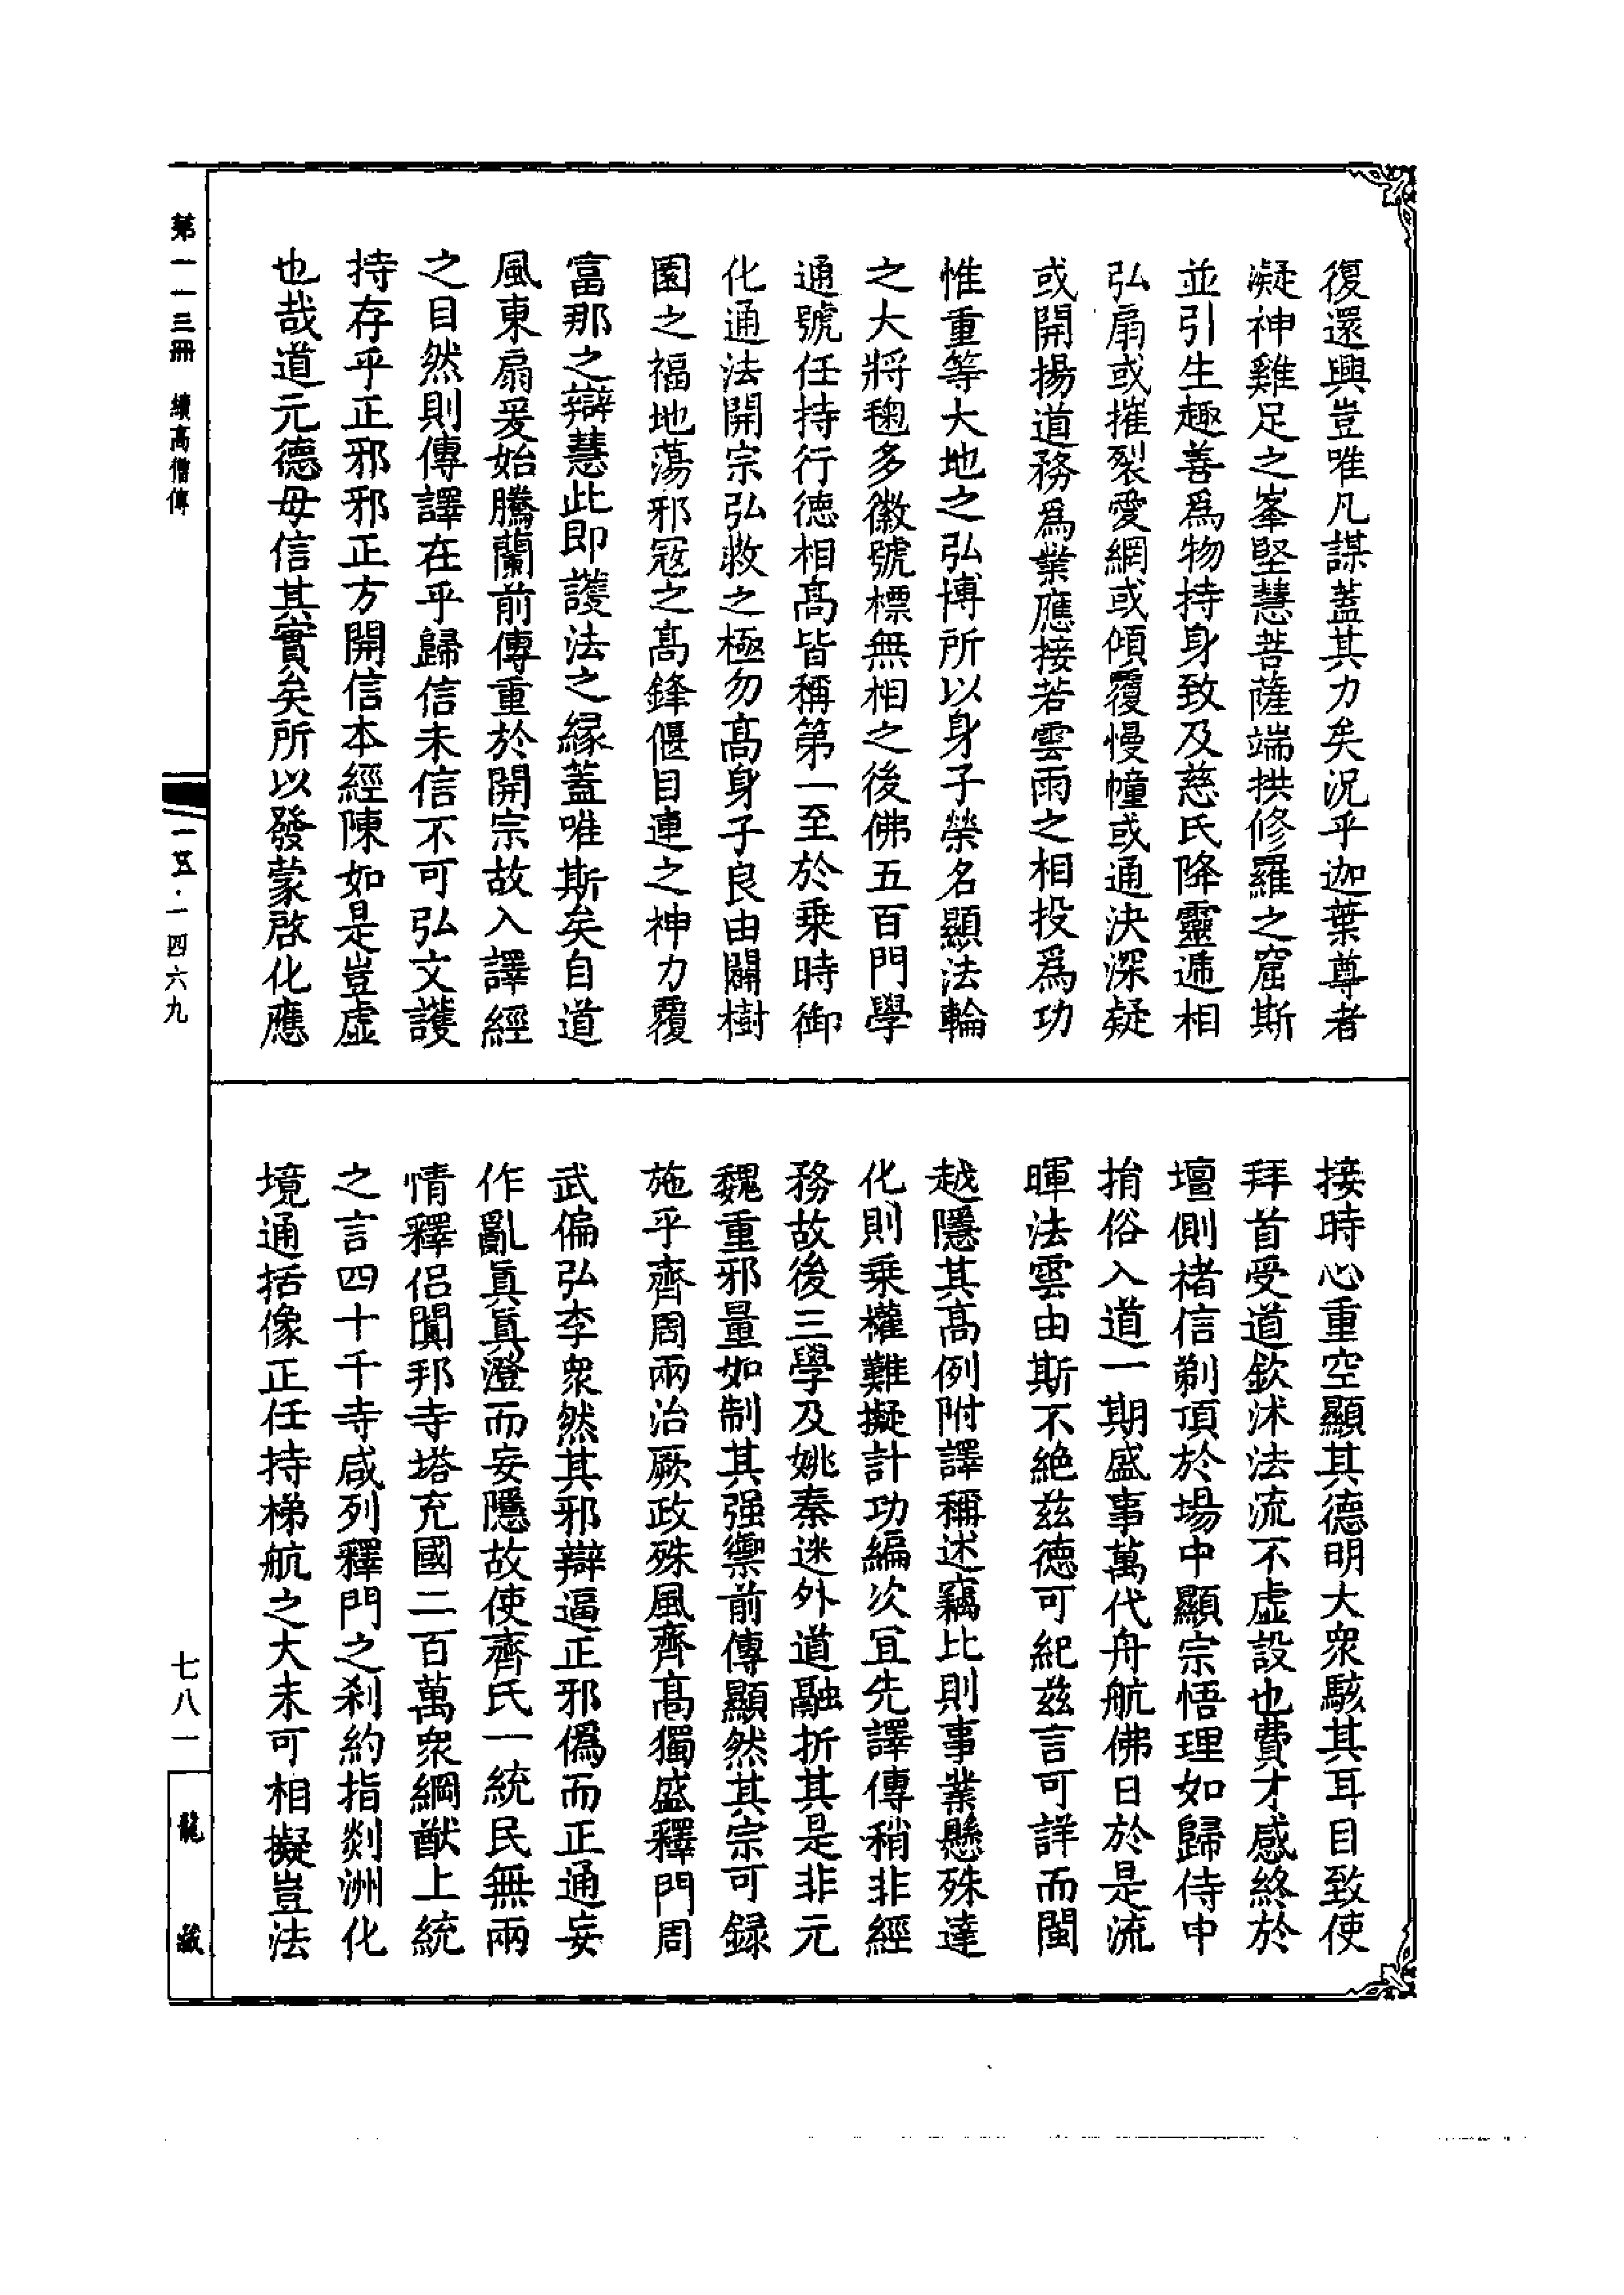 復還興豈唯凡謀蓋其力矣況乎迦葉尊者
凝神雞足之峯堅慧菩薩端拱修羅之窟斯
並引生趣善爲物持身致及慈氏降靈遞相
弘扇或摧裂愛網或傾覆慢幢或通決深疑
或開揚道務爲業應接若雲雨之相投爲功
惟重等大地之弘博所以身子榮名顯法輪
之大將毱多徽號標無相之後佛五百門學
通號任持行德相高皆稱第一至於乗時御
化通法開宗弘救之極勿高身子良由闢樹
園之福地蕩邪寇之高鋒偃目連之神力覆
富那之辯慧此即護法之緣蓋唯斯矣自道
風東扇爰始騰蘭前傳重於開宗故入譯經
之目然則傳譯在乎歸信未信不可弘文護
持存乎正邪邪正方開信本經陳如是豈虛
也哉道元德母信其實矣所以發蒙啓化應
接時心重空顯其德明大衆駭其耳目致使
拜首受道欽沭法流不虛設也費才感終於
壇側褚信剃頂於場中顯宗悟理如歸侍中
捐俗入道一期盛事萬代舟航佛日於是流
暉法雲由斯不絶兹德可紀兹言可詳而閩
越隱其高例附譯稱述竊比則事業懸殊達
化則乗權難擬計功編次宜先譯傳稍非經
務故後三學及姚秦迷外道融折其是非元
魏重邪量如制其强禦前傳顯然其宗可録
施乎齊周兩治厥政殊風齊高獨盛釋門周
武偏弘李衆然其邪辯逼正邪僞而正通妄
作亂眞眞澄而妄隱故使齊氏一統民無兩
情釋侣闐邦寺塔充國二百萬衆綱猷上統
之言四十千寺咸列釋門之刹約指剡洲化
境通括像正任持梯航之大未可相擬豈法
第一一三冊 續高僧傳
一五·一四六九
七八一
龍藏